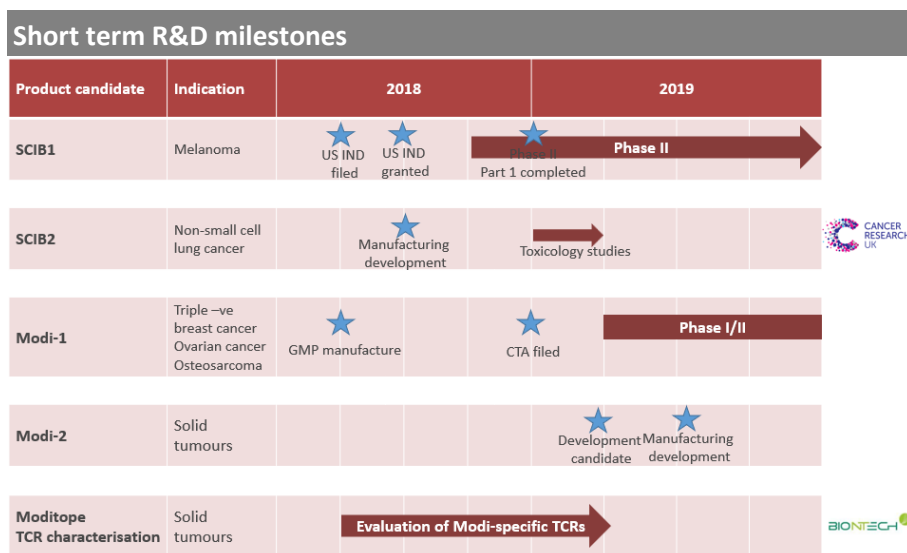 Short term R&D milestones
Product candidate Indication 2018 2019
SCIB1 Melanoma
US IND
filed
US IND
granted
Phase II
Part 1 completed
Phase II
SCIB2
Non-small cell
lung cancer
Manufacturing
development
Toxicology studies
CANCER
RESEARCH
UK
Modi-1
Triple –ve
breast cancer
Ovarian cancer
Osteosarcoma
GMP manufacture
CTA filed
Phase I/II
Modi-2
Solid
tumours
Development
candidate
Manufacturing
development
Moditope
TCR characterisation
Solid
tumours
Evaluation of Modi-specific TCRs
BIONTECH